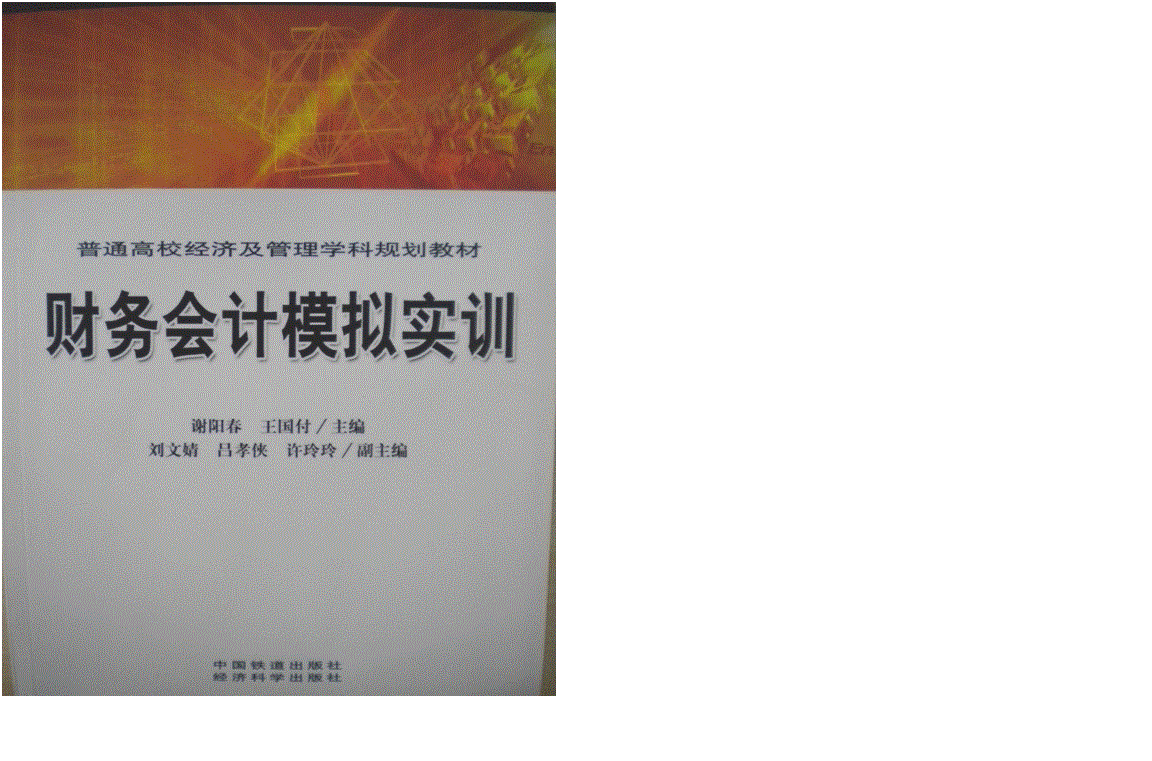 普通高校经济及管理学科规划教材
财务会计模拟实训
谢阳春 王国付/主编
刘文婧 吕孝侠 许玲玲/副主编
中国铁道出版社
经济科学出版社